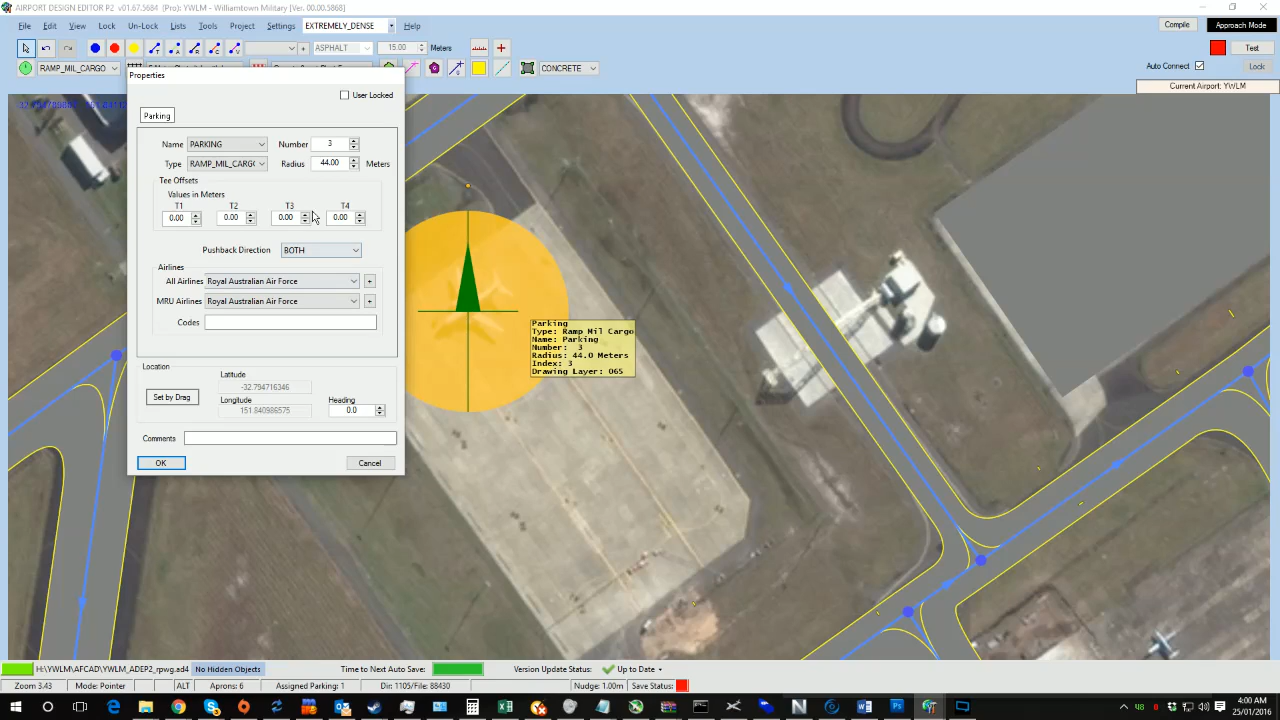 AIRPORT DESIGN EDITOR P2 v01.67.5684 (Pro): YWLM - Williamtown Military [Ver. 00.00.5868]
File Edit View Lock Un-Lock Lists Tools Project Settings EXTREMELY_DENSE Help
Compile Approach Mode
ASPHALT 15.00 Meters Test
RAMP_MIL_CARGO CONCRETE Auto Connect Lock
Current Airport: YWLM
Properties
User Locked
Parking
Name PARKING Number 3
Type RAMP_MIL_CARGO Radius 44.00 Meters
Tee Offsets
Values in Meters
T1 T2 T3 T4
0.00 0.00 0.00 0.00
Pushback Direction BOTH
Airlines
All Airlines Royal Australian Air Force +
MRU Airlines Royal Australian Air Force +
Codes
Location
Latitude
-32.794716346
Set by Drag
Longitude Heading
151.840986575 0.0
Comments
OK Cancel
Parking
Type: Ramp Mil Cargo
Name: Parking
Number: 3
Radius: 44.0 Meters
Index: 3
Drawing Layer: 065
H:\YWLM\AFCAD\YWLM_ADEP2_rpwg.ad4 No Hidden Objects Time to Next Auto Save: Version Update Status: Up to Date
Zoom 3.43 Mode: Pointer ALT Aprons: 6 Assigned Parking: 1 Dir: 1105/File: 88430 Nudge: 1.00m Save Status:
4:00 AM
25/01/2016